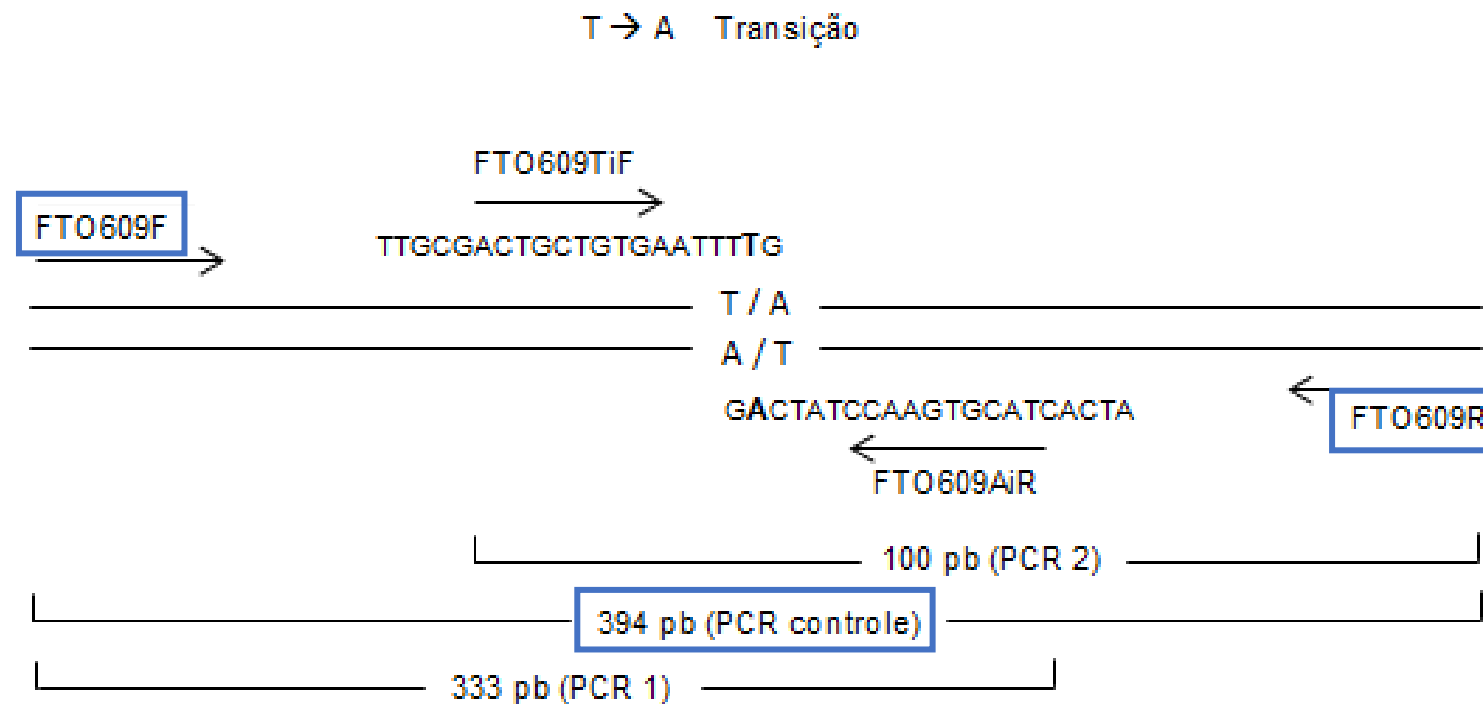 T → A Transição
FTO609TiF
FTO609F
TTGCGACTGCTGTGAATTTTG
T / A
A / T
GACTATCCAAGTGCATCACTA
FTO609R
FTO609AiR
100 pb (PCR 2)
394 pb (PCR controle)
333 pb (PCR 1)